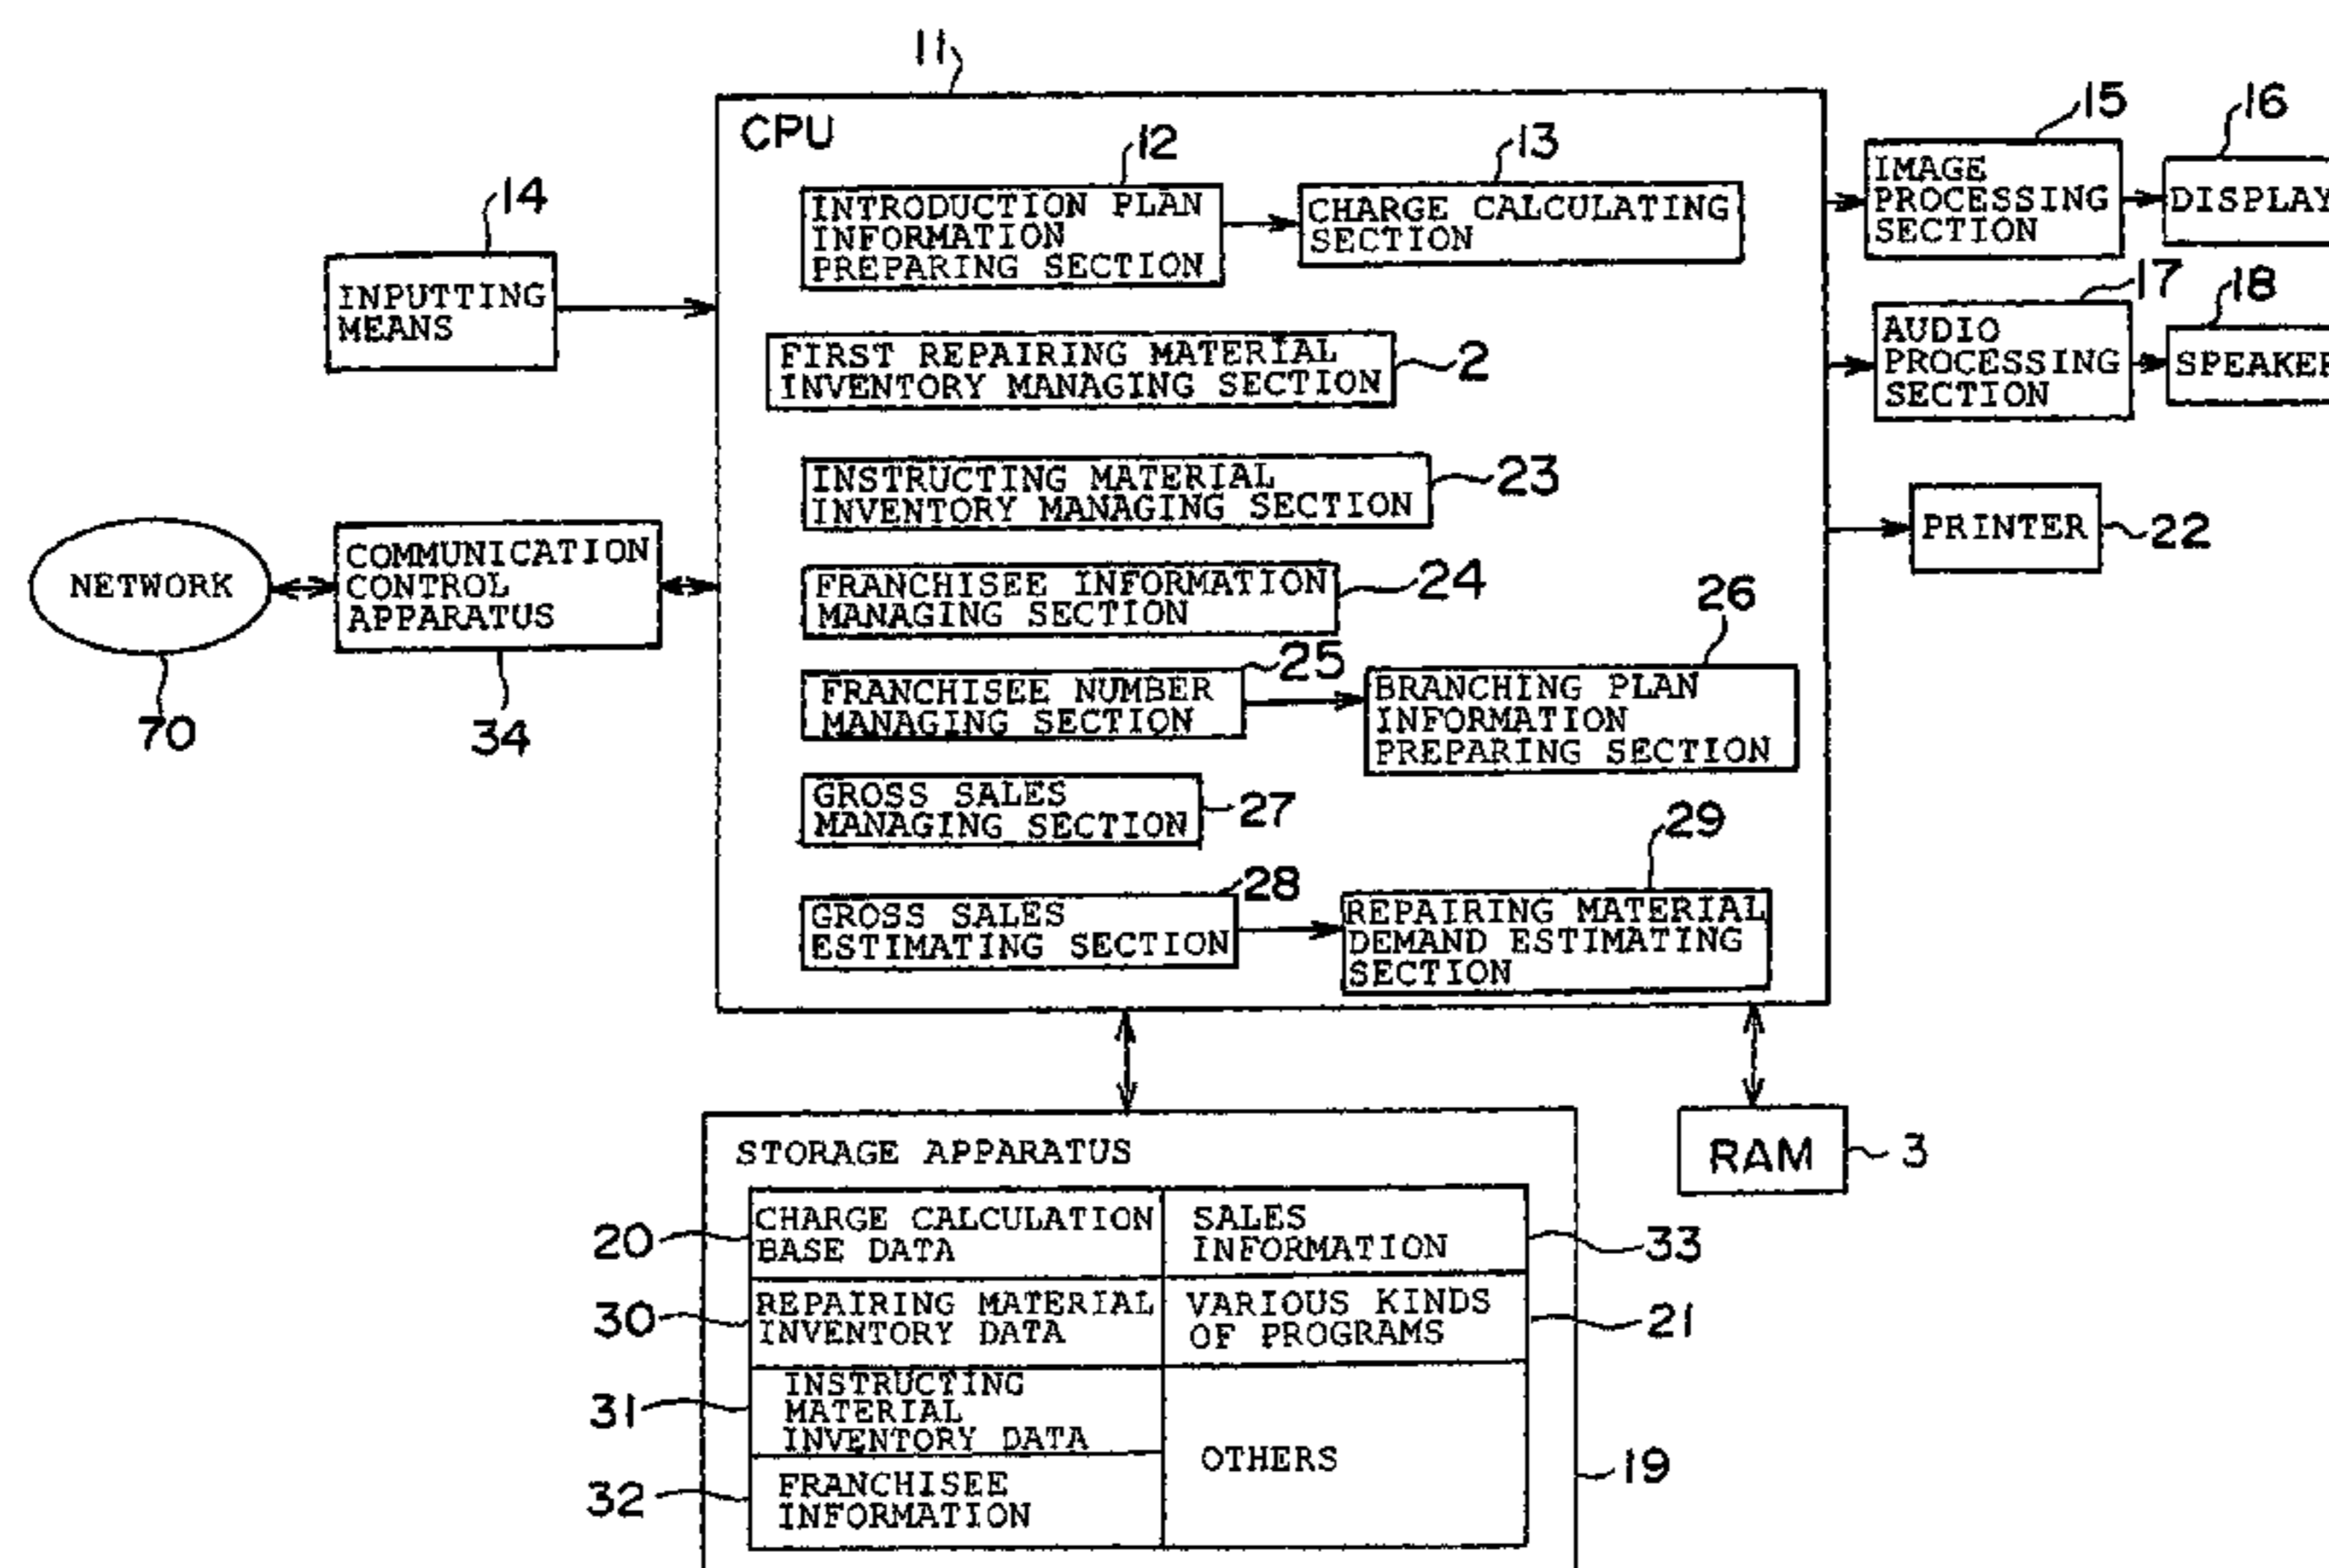 11
CPU
12
INTRODUCTION PLAN
INFORMATION
PREPARING SECTION
13
CHARGE CALCULATING
SECTION
14
INPUTTING
MEANS
15
IMAGE
PROCESSING
SECTION
16
DISPLAY
17
AUDIO
PROCESSING
SECTION
18
SPEAKER
FIRST REPAIRING MATERIAL
INVENTORY MANAGING SECTION
2
INSTRUCTING MATERIAL
INVENTORY MANAGING SECTION
23
PRINTER
22
NETWORK
70
COMMUNICATION
CONTROL
APPARATUS
34
FRANCHISEE INFORMATION
MANAGING SECTION
24
FRANCHISEE NUMBER
MANAGING SECTION
25
26
BRANCHING PLAN
INFORMATION
PREPARING SECTION
GROSS SALES
MANAGING SECTION
27
GROSS SALES
ESTIMATING SECTION
28
29
REPAIRING MATERIAL
DEMAND ESTIMATING
SECTION
STORAGE APPARATUS
RAM
3
20
CHARGE CALCULATION
BASE DATA
SALES
INFORMATION
33
30
REPAIRING MATERIAL
INVENTORY DATA
VARIOUS KINDS
OF PROGRAMS
21
31
INSTRUCTING
MATERIAL
INVENTORY DATA
OTHERS
19
32
FRANCHISEE
INFORMATION